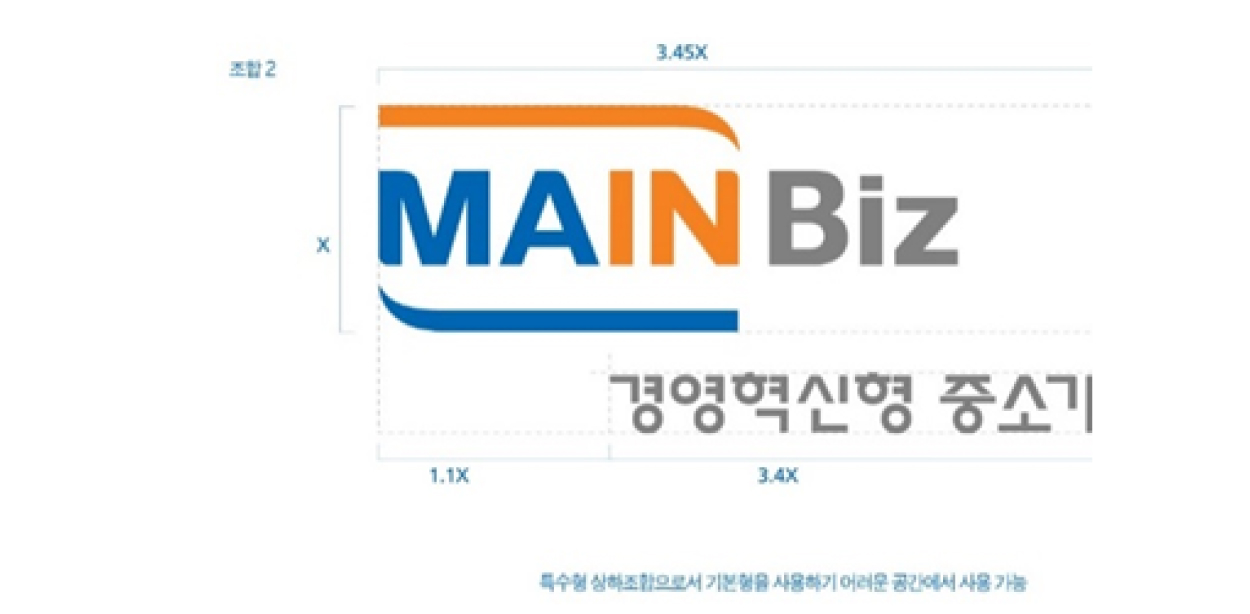 조합 2
3.45X
X
MAIN Biz
경영혁신형 중소기
1.1X
3.4X
특수형 상하조합으로서 기본형을 사용하기 어려운 공간에서 사용 가능